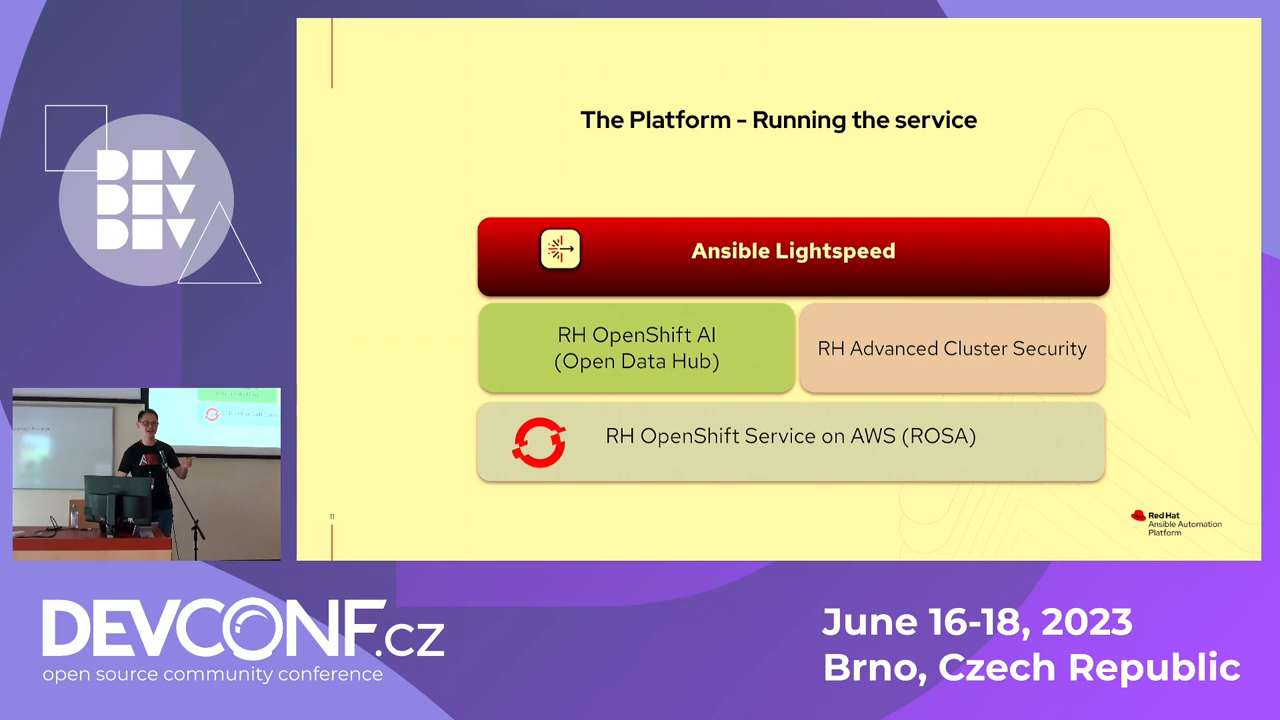 The Platform - Running the service
DEV
DEV
DEV
Ansible Lightspeed
RH OpenShift AI
(Open Data Hub)
RH Advanced Cluster Security
RH OpenShift Service on AWS (ROSA)
11
Red Hat
Ansible Automation
Platform
DEVCONF.cz
open source community conference
June 16-18, 2023
Brno, Czech Republic